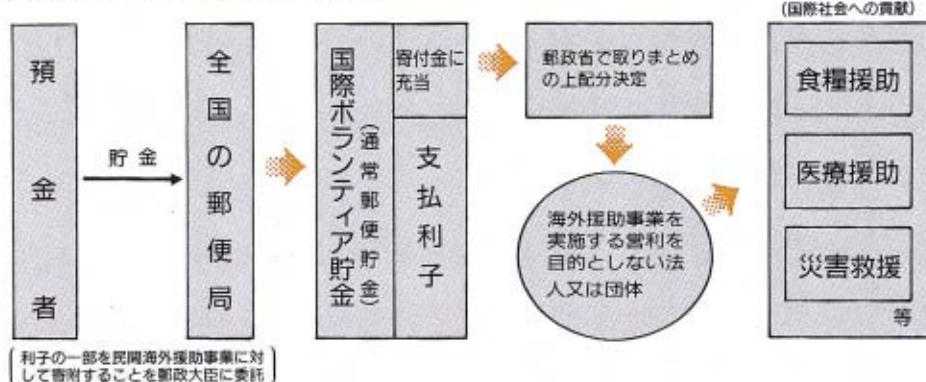 (国際社会への貢献)
預金者
貯金
全国の郵便局
国際ボランティア貯金
(通常郵便貯金)
寄付金に
充当
支払利子
郵政省で取りまとめ
の上配分決定
海外援助事業を
実施する営利を
目的としない法
人又は団体
食糧援助
医療援助
災害救援
等
利子の一部を民間海外援助事業に対
して寄附することを郵政大臣に委託